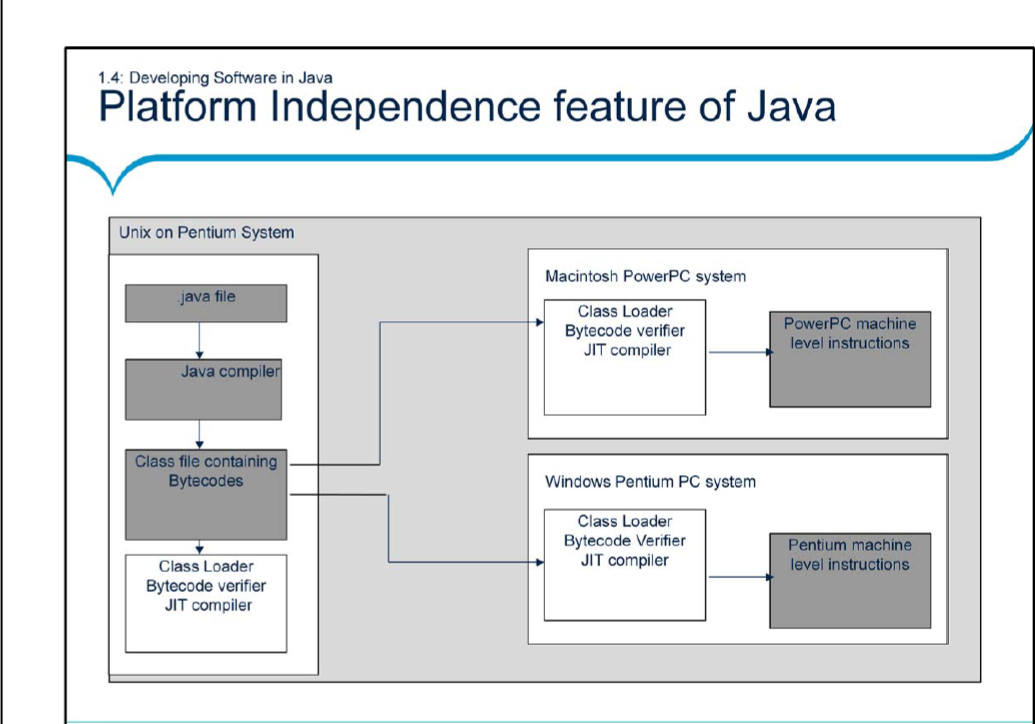 1.4: Developing Software in Java
Platform Independence feature of Java
Unix on Pentium System
.java file
Java compiler
Class file containing
Bytecodes
Class Loader
Bytecode verifier
JIT compiler
Macintosh PowerPC system
Class Loader
Bytecode verifier
JIT compiler
PowerPC machine
level instructions
Windows Pentium PC system
Class Loader
Bytecode Verifier
JIT compiler
Pentium machine
level instructions